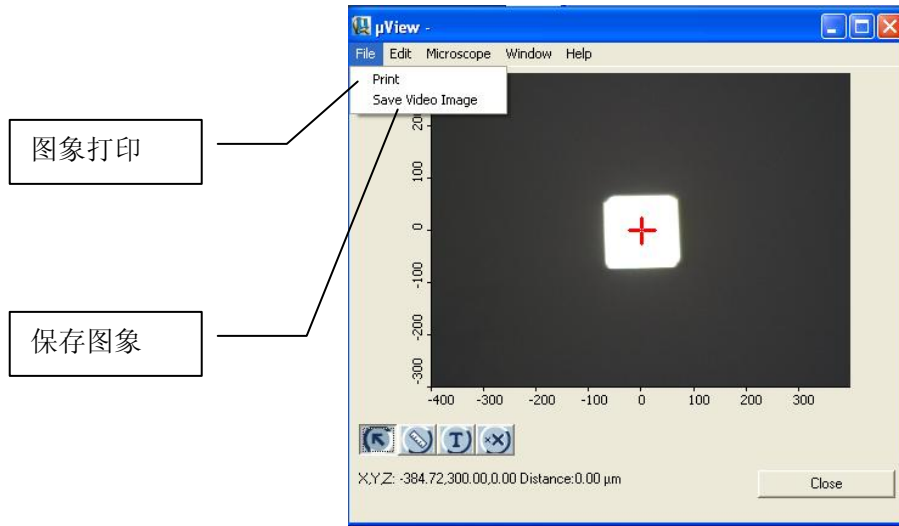 µView -
File Edit Microscope Window Help
Print
Save Video Image
图象打印
保存图象
100
0
-100
-200
-300
-400 -300 -200 -100 0 100 200 300
T
X,Y,Z: -384.72,300.00,0.00 Distance:0.00 µm
Close